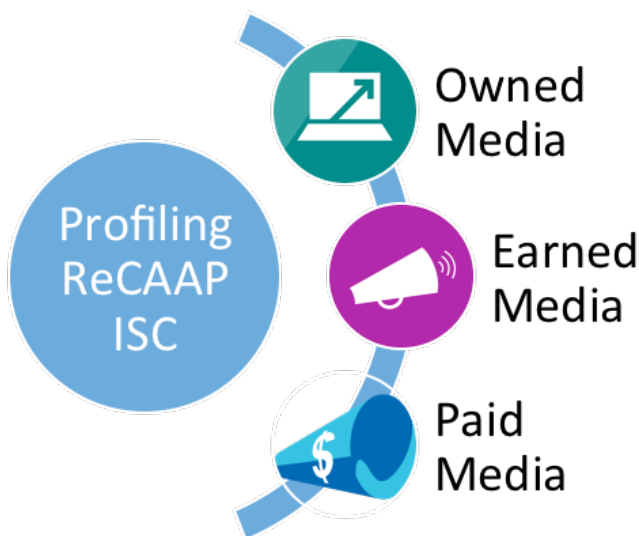 Profiling
ReCAAP
ISC
Owned
Media
Earned
Media
$
Paid
Media